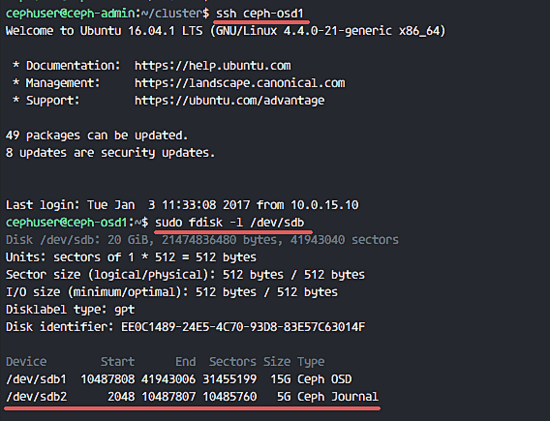 cephuser@ceph-admin:~/cluster$ ssh ceph-osd1
Welcome to Ubuntu 16.04.1 LTS (GNU/Linux 4.4.0-21-generic x86_64)
* Documentation: https://help.ubuntu.com
* Management: https://landscape.canonical.com
* Support: https://ubuntu.com/advantage
49 packages can be updated.
8 updates are security updates.
Last login: Tue Jan 3 11:33:08 2017 from 10.0.15.10
cephuser@ceph-osd1:~$ sudo fdisk -l /dev/sdb
Disk /dev/sdb: 20 GiB, 21474836480 bytes, 41943040 sectors
Units: sectors of 1 * 512 = 512 bytes
Sector size (logical/physical): 512 bytes / 512 bytes
I/O size (minimum/optimal): 512 bytes / 512 bytes
Disklabel type: gpt
Disk identifier: EE0C1489-24E5-4C70-93D8-83E57C63014F
Device Start End Sectors Size Type
/dev/sdb1 10487808 41943006 31455199 15G Ceph OSD
/dev/sdb2 2048 10487807 10485760 5G Ceph Journal